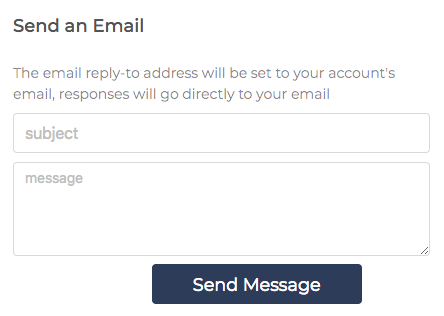 Send an Email
The email reply-to address will be set to your account's
email, responses will go directly to your email
subject
message
Send Message